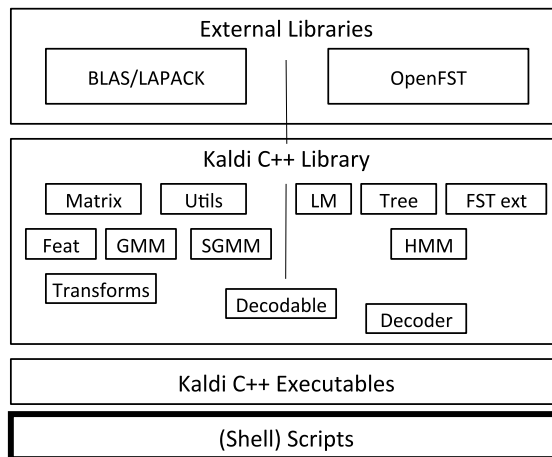 External Libraries
BLAS/LAPACK OpenFST
Kaldi C++ Library
Matrix Utils LM Tree FST ext
Feat GMM SGMM HMM
Transforms
Decodable
Decoder
Kaldi C++ Executables
(Shell) Scripts